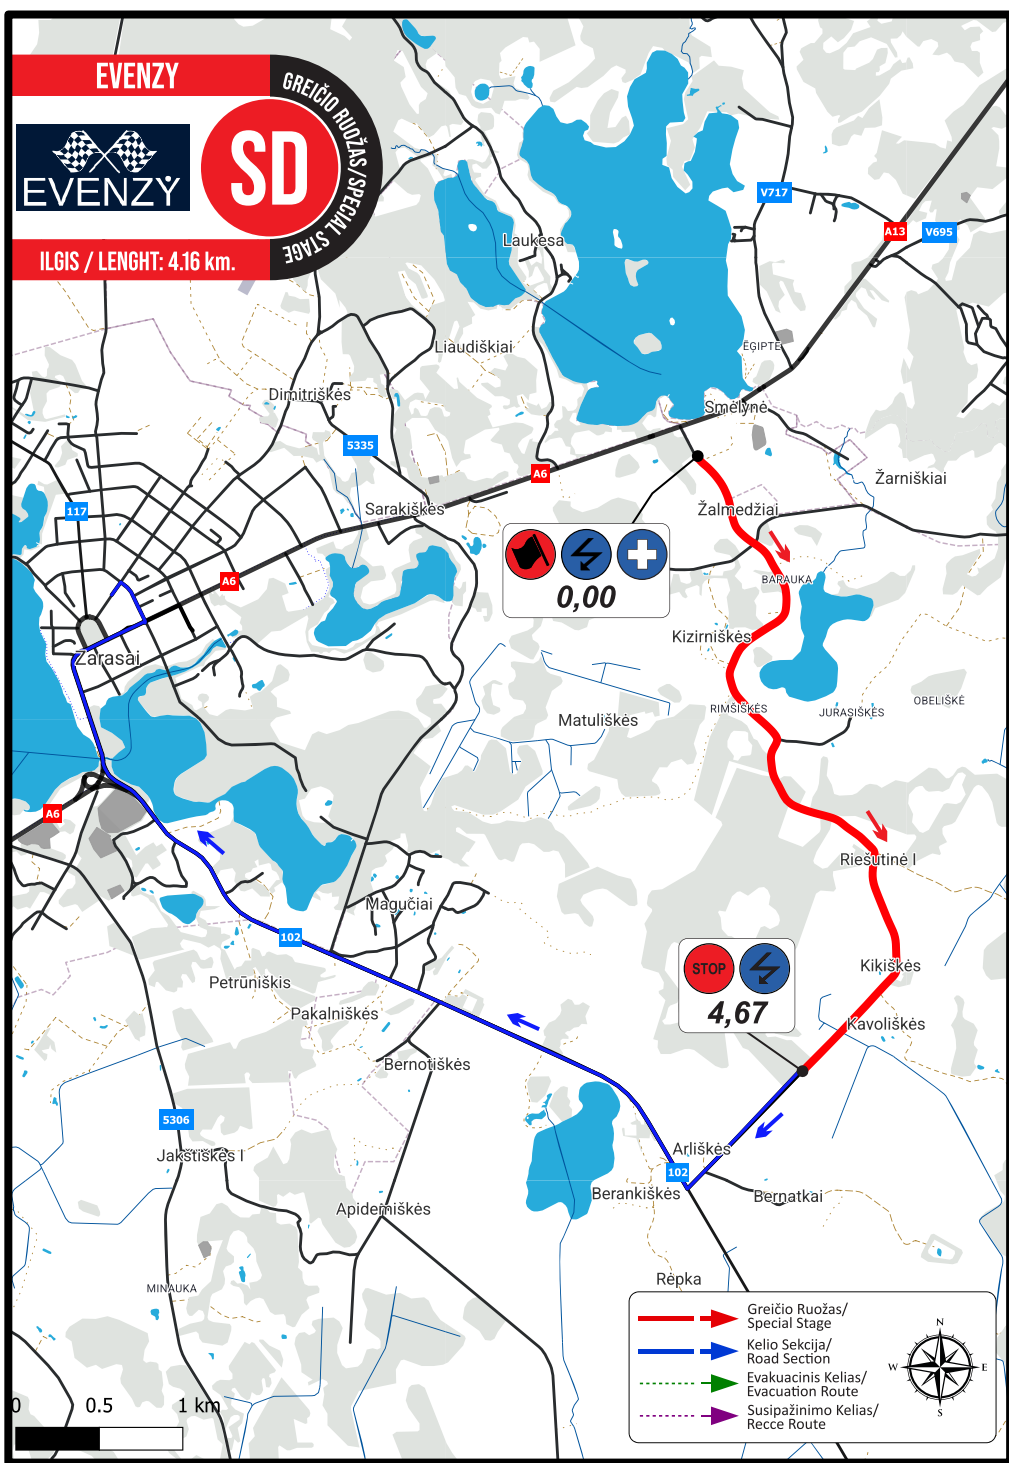 EVENZY
GREIČIO RUOŽAS/SPECIAL STAGE
EVENZY
SD
ILGIS / LENGHT: 4.16 km.
V717
A13
V695
Laukesa
Liaudiškiai
ĖGIPTĖ
Dimitriškės
Smėlynė
5335
A6
Žarniškiai
117
Sarakiškės
Žalmedžiai
A6
BARAUKA
0,00
Kizirniškės
Zarasai
OBELIŠKĖ
RIMŠIŠKĖS
JURASIŠKĖS
Matuliškės
A6
Riešutinė I
Magučiai
102
Kikiškės
STOP
Petrūniškis
4,67
Pakalniškės
Kavoliškės
Bernotiškės
5306
Jakštiškės I
Arliškės
102
Berankiškės
Bernatkai
Apidemiškės
Rėpka
MINAUKA
Greičio Ruožas/
Special Stage
Kelio Sekcija/
Road Section
Evakuacinis Kelias/
Evacuation Route
Susipažinimo Kelias/
Recce Route
N
W
E
S
0 0.5 1 km